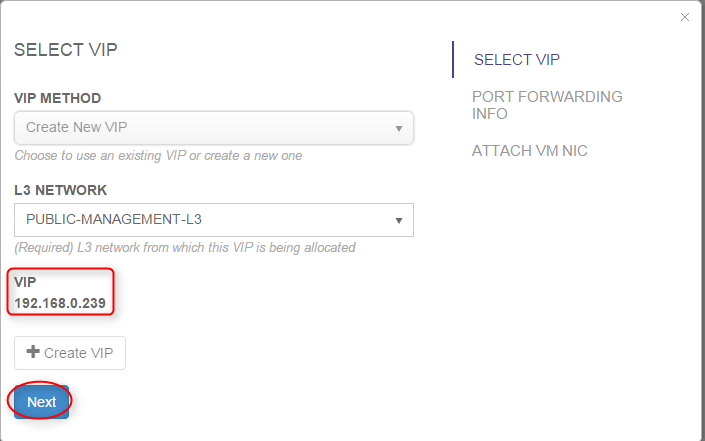 SELECT VIP
VIP METHOD
Create New VIP
Choose to use an existing VIP or create a new one
L3 NETWORK
PUBLIC-MANAGEMENT-L3
(Required) L3 network from which this VIP is being allocated
VIP
192.168.0.239
Create VIP
Next
SELECT VIP
PORT FORWARDING
INFO
ATTACH VM NIC